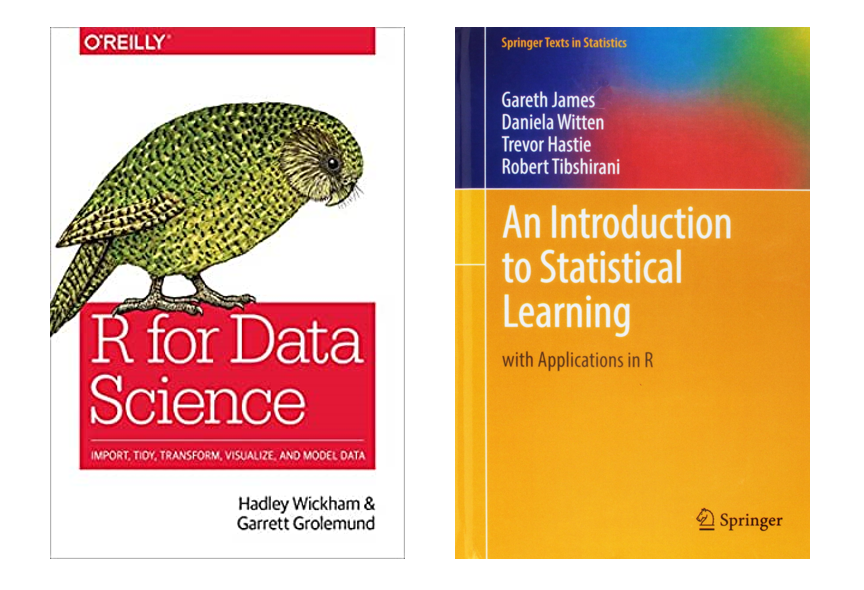 O'REILLY®
R for Data
Science
IMPORT, TIDY, TRANSFORM, VISUALIZE, AND MODEL DATA
Hadley Wickham &
Garrett Grolemund
Springer Texts in Statistics
Gareth James
Daniela Witten
Trevor Hastie
Robert Tibshirani
An Introduction
to Statistical
Learning
with Applications in R
Springer